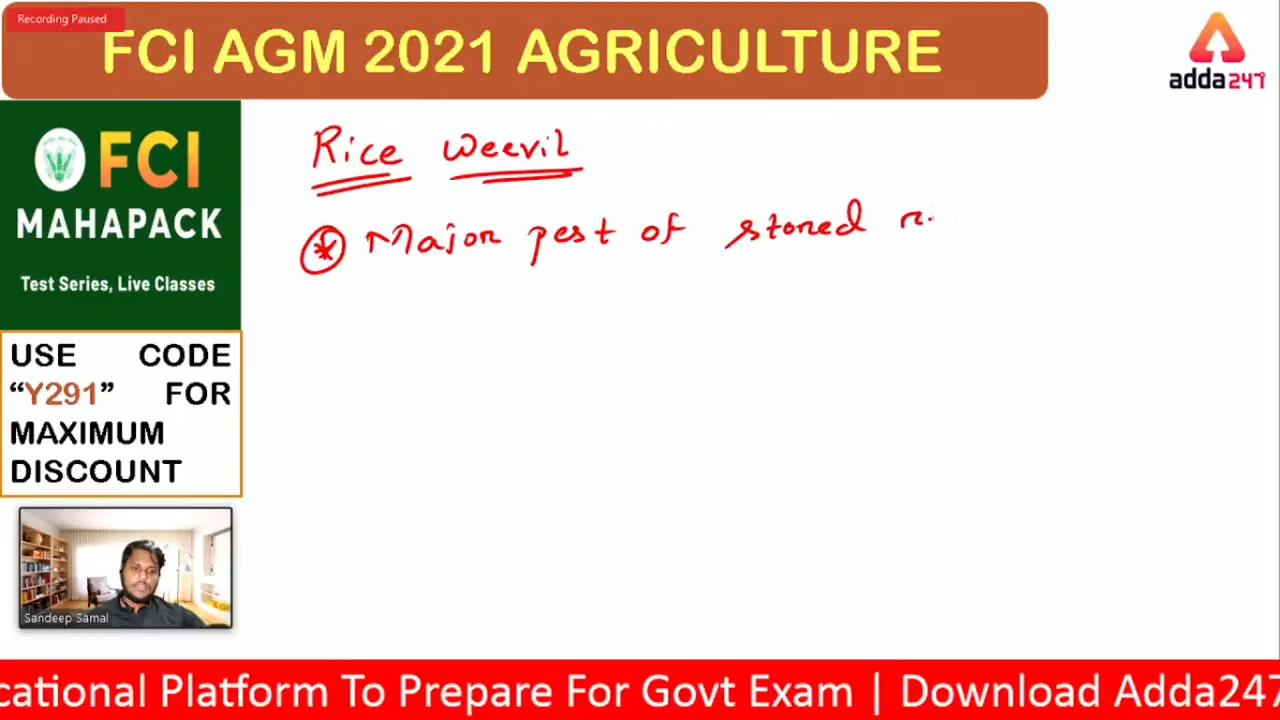 Recording Paused
FCI AGM 2021 AGRICULTURE
adda247
FCI
MAHAPACK
Test Series, Live Classes
USE CODE
“Y291” FOR
MAXIMUM
DISCOUNT
Rice Weevil
* Major pest of stored
Sandeep Samal
cational Platform To Prepare For Govt Exam | Download Adda247